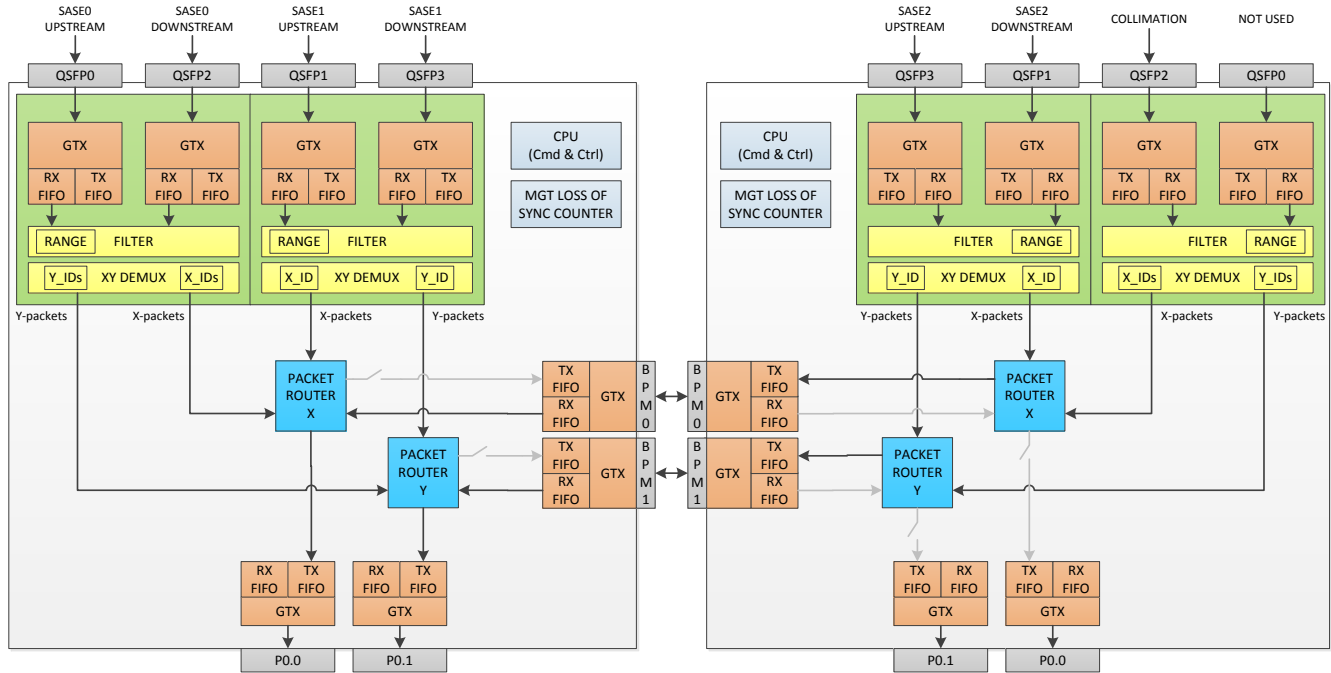 SASE0
UPSTREAM
SASE0
DOWNSTREAM
SASE1
UPSTREAM
SASE1
DOWNSTREAM
QSFP0
QSFP2
QSFP1
QSFP3
GTX
GTX
GTX
GTX
RX
FIFO
TX
FIFO
RX
FIFO
TX
FIFO
RX
FIFO
TX
FIFO
RX
FIFO
TX
FIFO
RANGE
FILTER
RANGE
FILTER
Y_IDs
XY DEMUX
X_IDs
X_ID
XY DEMUX
Y_ID
Y-packets
X-packets
X-packets
Y-packets
CPU
(Cmd & Ctrl)
MGT LOSS OF
SYNC COUNTER
PACKET
ROUTER
X
PACKET
ROUTER
Y
TX
FIFO
RX
FIFO
GTX
B
P
M
0
TX
FIFO
RX
FIFO
GTX
B
P
M
1
RX
FIFO
TX
FIFO
GTX
RX
FIFO
TX
FIFO
GTX
P0.0
P0.1
SASE2
UPSTREAM
SASE2
DOWNSTREAM
COLLIMATION
NOT USED
QSFP3
QSFP1
QSFP2
QSFP0
CPU
(Cmd & Ctrl)
MGT LOSS OF
SYNC COUNTER
GTX
GTX
GTX
GTX
TX
FIFO
RX
FIFO
TX
FIFO
RX
FIFO
TX
FIFO
RX
FIFO
TX
FIFO
RX
FIFO
FILTER
RANGE
FILTER
RANGE
Y_ID
XY DEMUX
X_ID
X_IDs
XY DEMUX
Y_IDs
Y-packets
X-packets
X-packets
Y-packets
B
P
M
0
GTX
TX
FIFO
RX
FIFO
B
P
M
1
GTX
TX
FIFO
RX
FIFO
PACKET
ROUTER
X
PACKET
ROUTER
Y
TX
FIFO
RX
FIFO
GTX
TX
FIFO
RX
FIFO
GTX
P0.1
P0.0